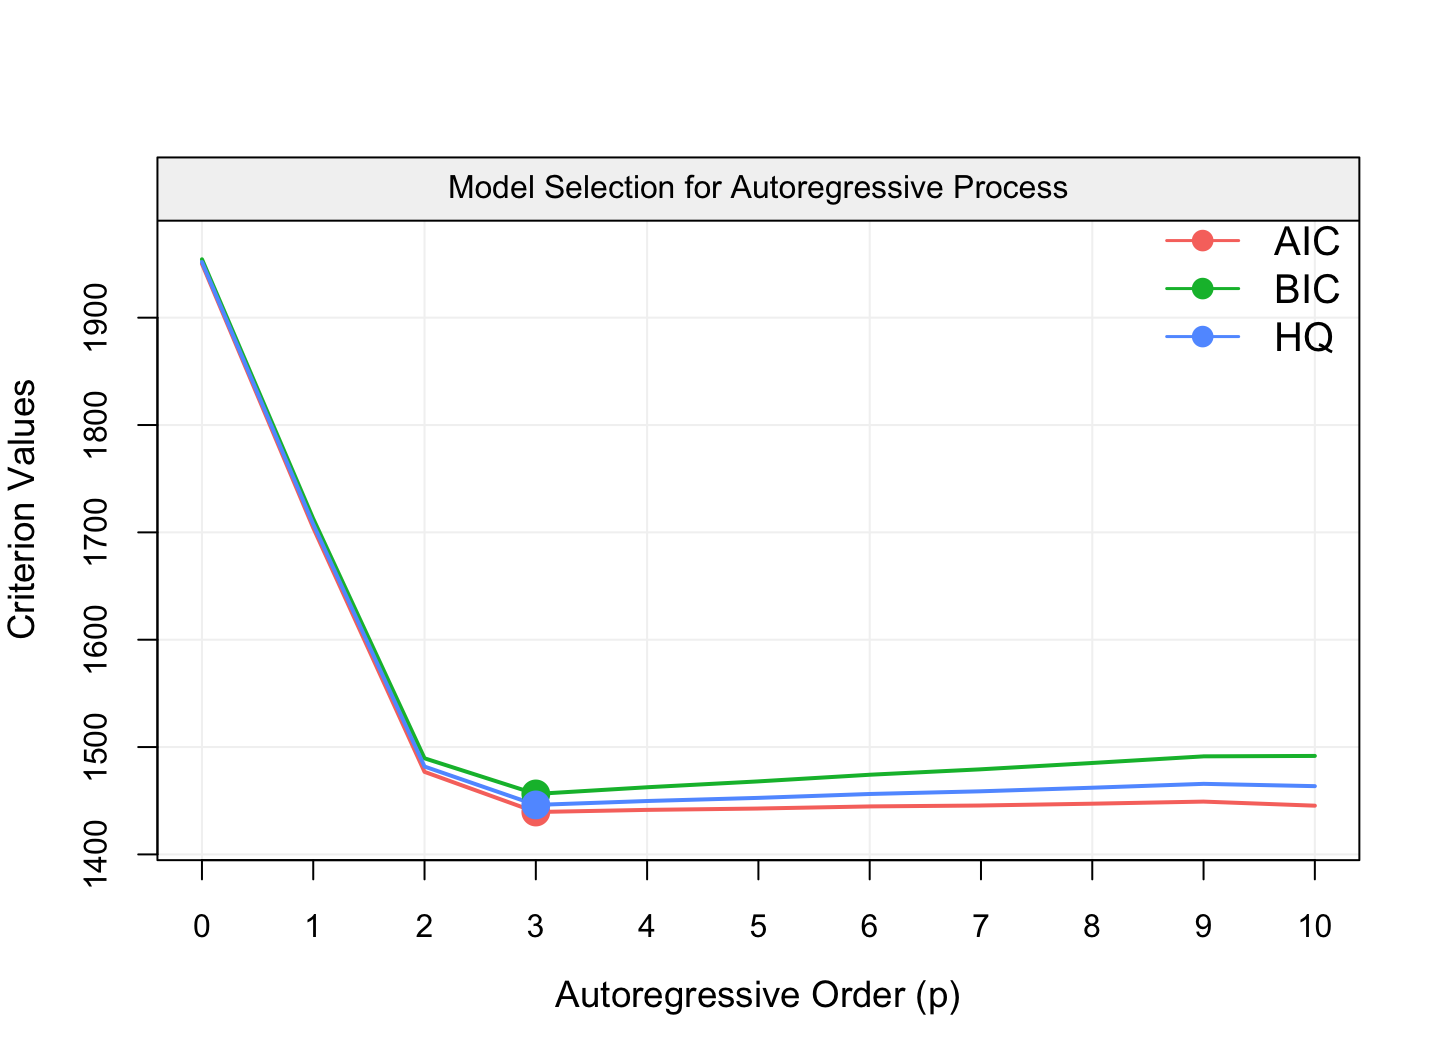 Model Selection for Autoregressive Process
AIC
BIC
HQ
Criterion Values
1900
1800
1700
1600
1500
1400
0 1 2 3 4 5 6 7 8 9 10
Autoregressive Order (p)